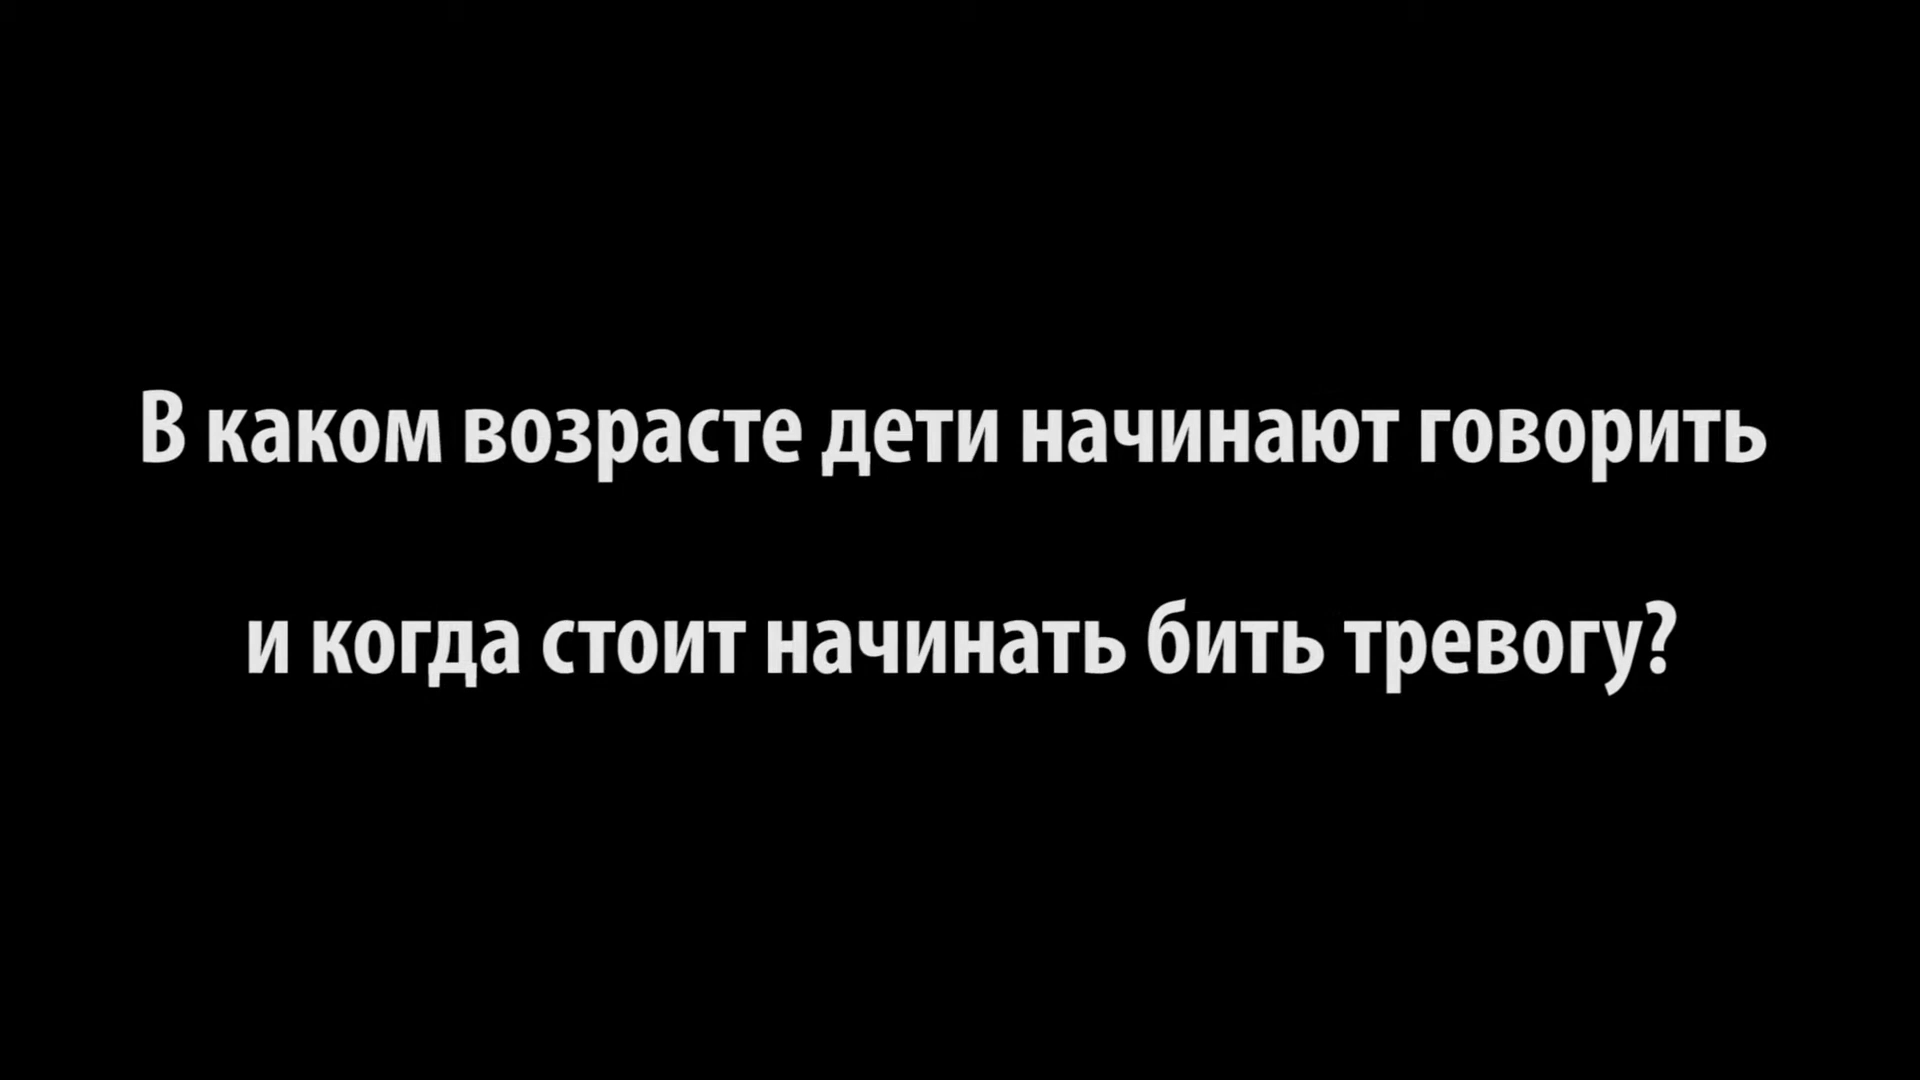 В каком возрасте дети начинают говорить
и когда стоит начинать бить тревогу?